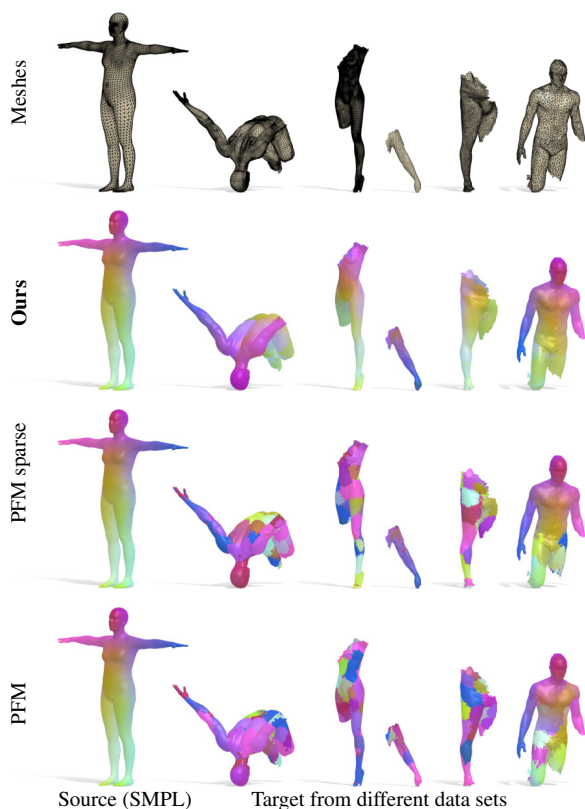 Meshes
Ours
PFM sparse
PFM
Source (SMPL)
Target from different data sets